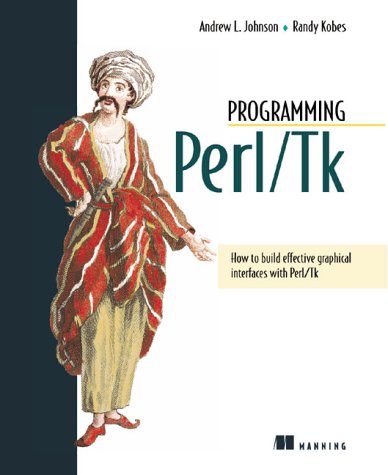 Andrew L. Johnson ♦ Randy Kobes
PROGRAMMING
Perl/Tk
How to build effective graphical
interfaces with Perl/Tk
MANNING